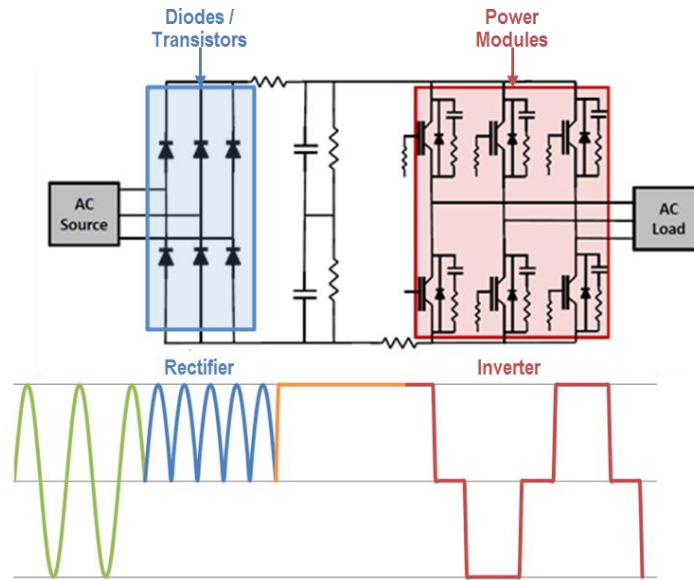 Diodes /
Transistors
Power
Modules
AC
Source
AC
Load
Rectifier
Inverter